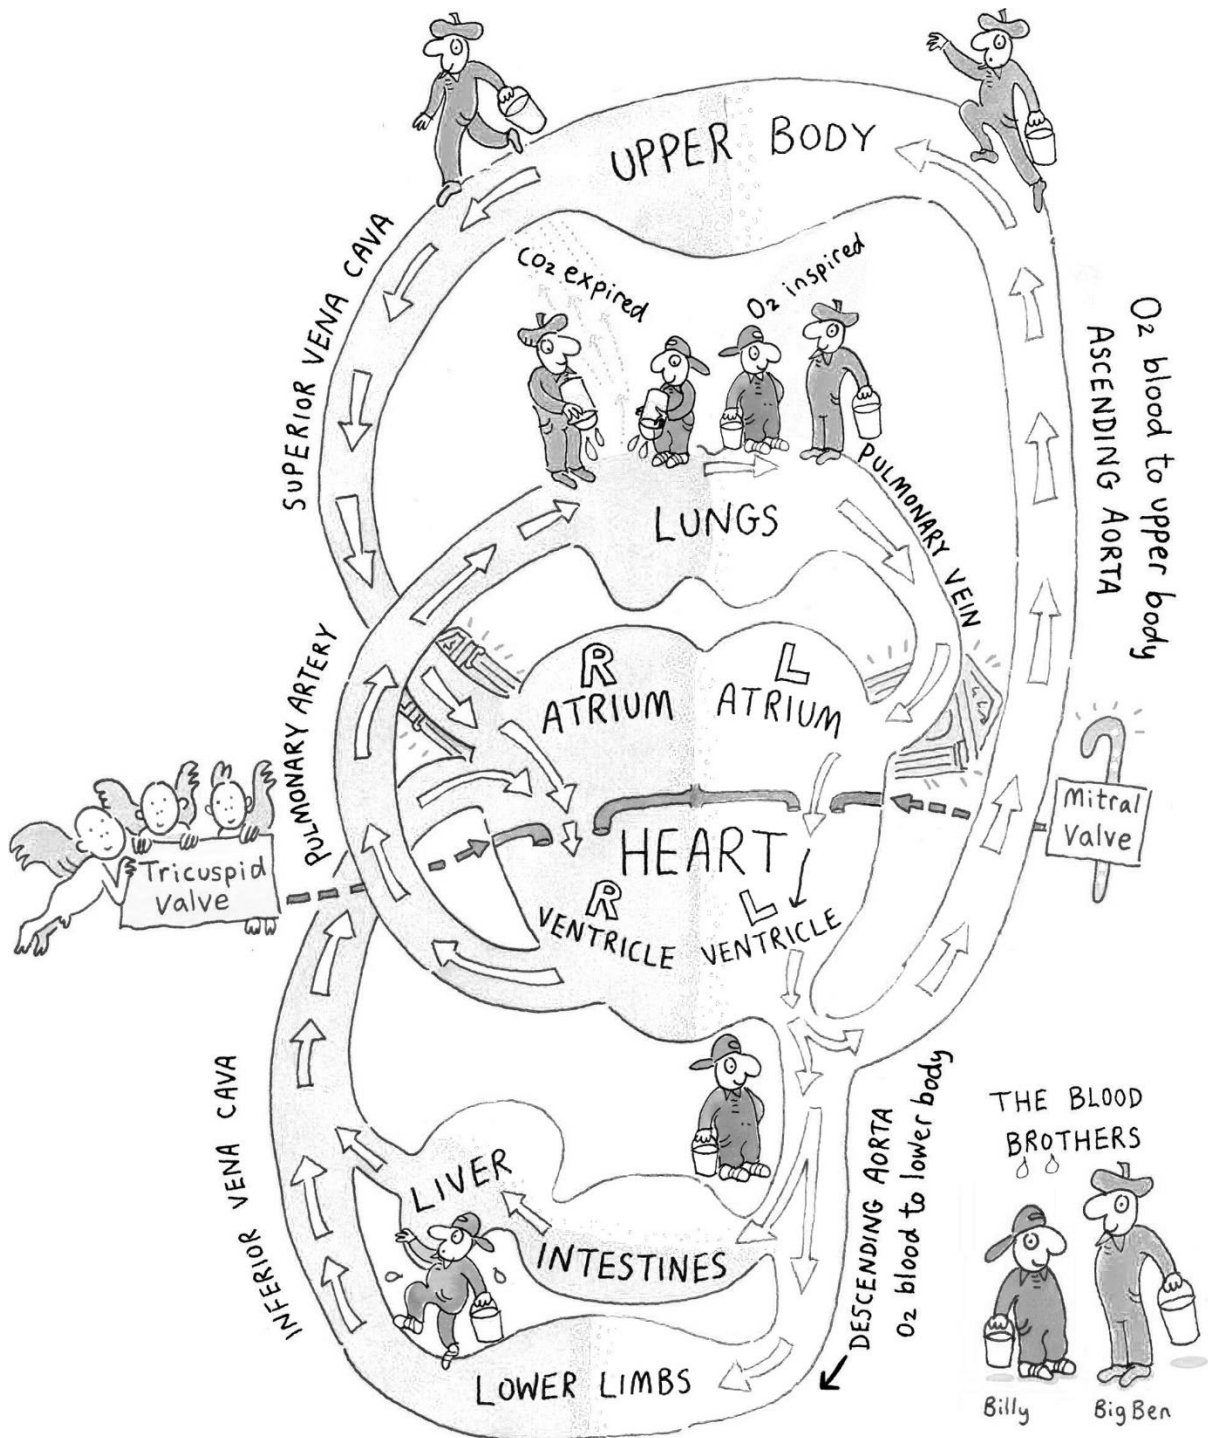 UPPER BODY
CO2 expired
O2 inspired
SUPERIOR VENA CAVA
O2 blood to upper body
ASCENDING AORTA
PULMONARY VEIN
LUNGS
PULMONARY ARTERY
R
ATRIUM
L
ATRIUM
Mitral
Valve
Tricuspid
Valve
HEART
R
VENTRICLE
L
VENTRICLE
INFERIOR VENA CAVA
DESCENDING AORTA
O2 blood to lower body
LIVER
INTESTINES
LOWER LIMBS
THE BLOOD
BROTHERS
Billy
Big Ben